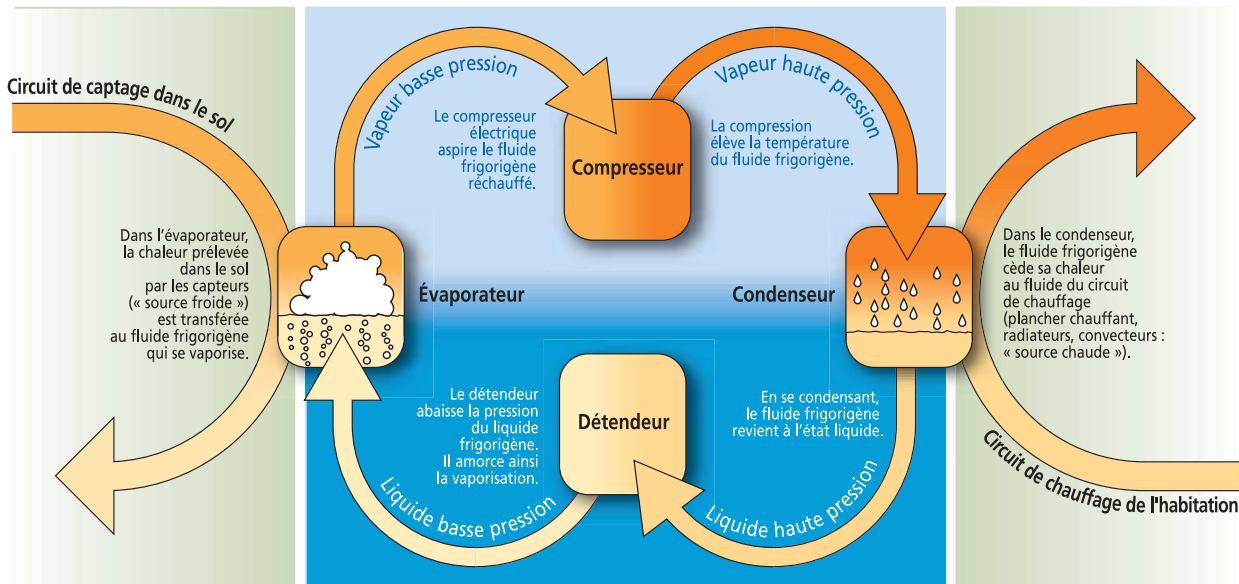 Circuit de captage dans le sol
Vapeur basse pression
Vapeur haute pression
Le compresseur
électrique
aspire le fluide
frigorigène
réchauffé.
Compresseur
La compression
élève la température
du fluide frigorigène.
Dans l'évaporateur,
la chaleur prélevée
dans le sol
par les capteurs
(« source froide »)
est transférée
au fluide frigorigène
qui se vaporise.
Évaporateur
Condenseur
Dans le condenseur,
le fluide frigorigène
cède sa chaleur
au fluide du circuit
de chauffage
(plancher chauffant,
radiateurs, convecteurs :
« source chaude »).
Le détendeur
abaisse la pression
du liquide
frigorigène.
Il amorce ainsi
la vaporisation.
Détendeur
En se condensant,
le fluide frigorigène
revient à l'état liquide.
Liquide basse pression
Liquide haute pression
Circuit de chauffage de l'habitation